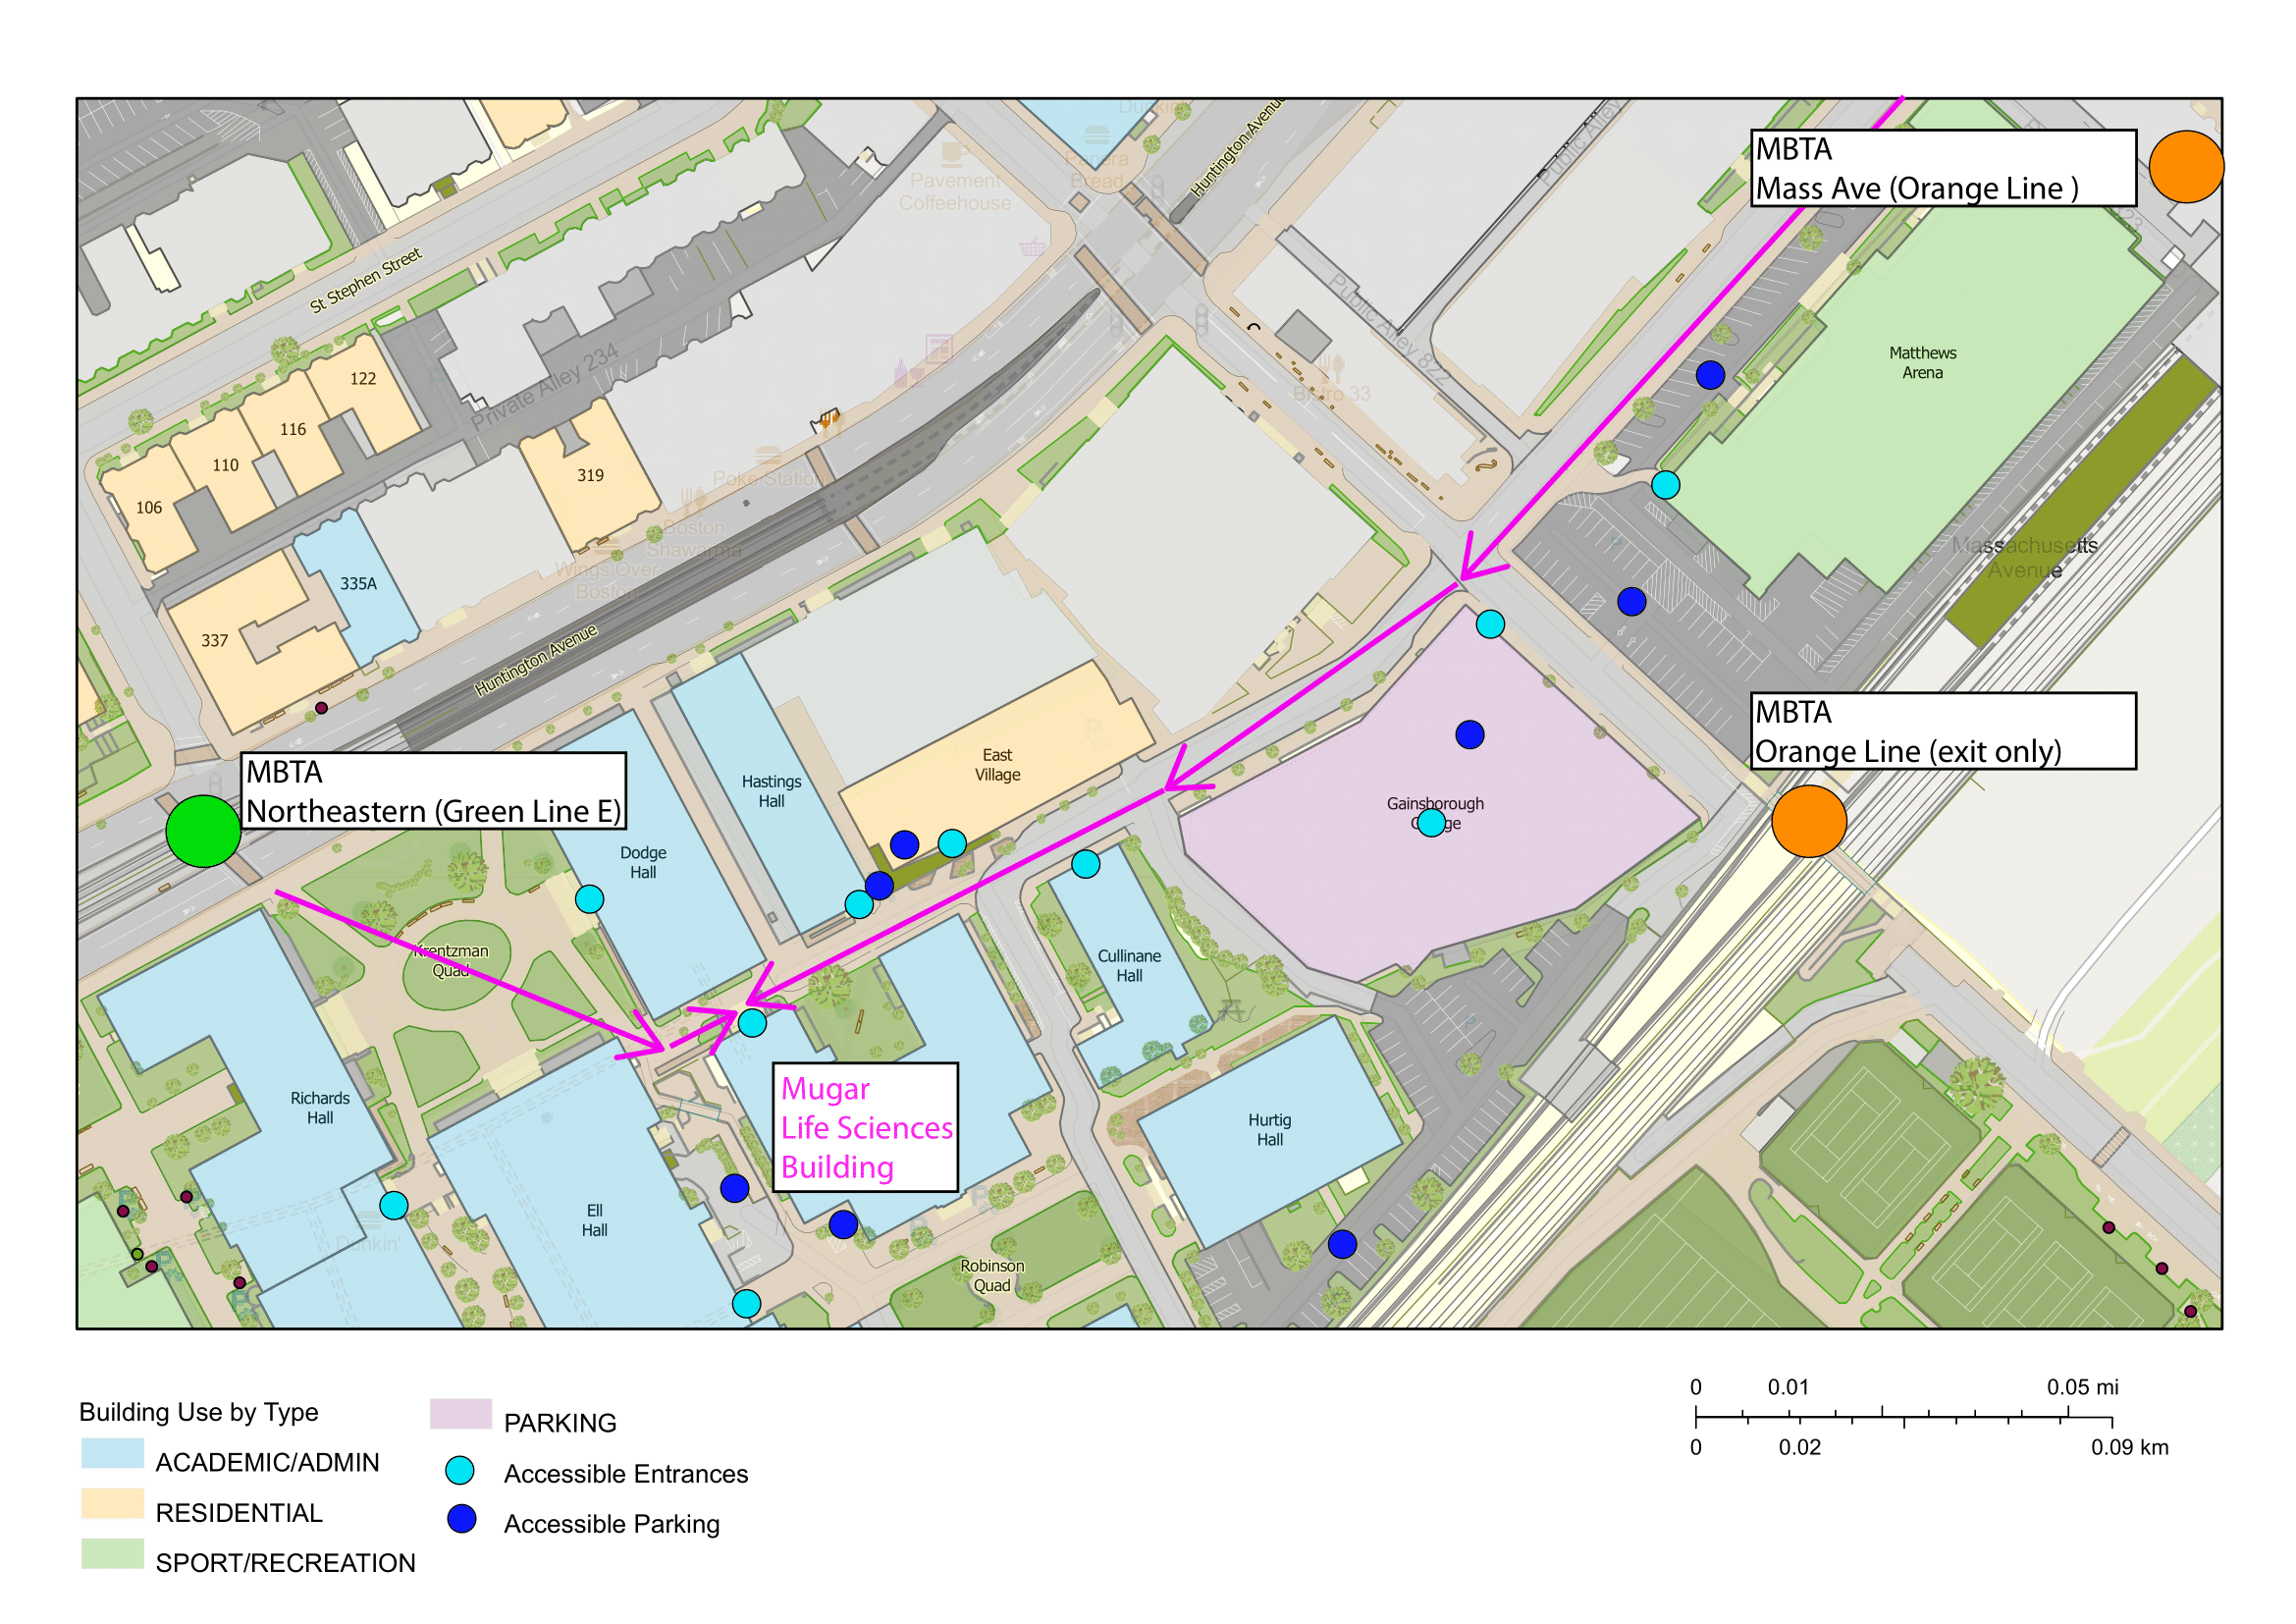 Dunkin'
Huntington Avenue
Public Alley
MBTA
Mass Ave (Orange Line )
Panera
Bread
Pavement
Coffeehouse
St Stephen Street
Public Alley 822
Bistro 33
Matthews
Arena
Private Alley 234
122
116
110
106
319
Poke Station
Boston
Shawarma
Wings Over
Boston
Massachusetts
Avenue
335A
337
Huntington Avenue
MBTA
Orange Line (exit only)
MBTA
Northeastern (Green Line E)
East
Village
Hastings
Hall
Gainsborough
Dodge
Hall
Krentzman
Quad
Cullinane
Hall
Mugar
Life Sciences
Building
Richards
Hall
Hurtig
Hall
Ell
Hall
Dunkin'
Robinson
Quad
0 0.01 0.05 mi
0 0.02 0.09 km
Building Use by Type
ACADEMIC/ADMIN
RESIDENTIAL
SPORT/RECREATION
PARKING
Accessible Entrances
Accessible Parking